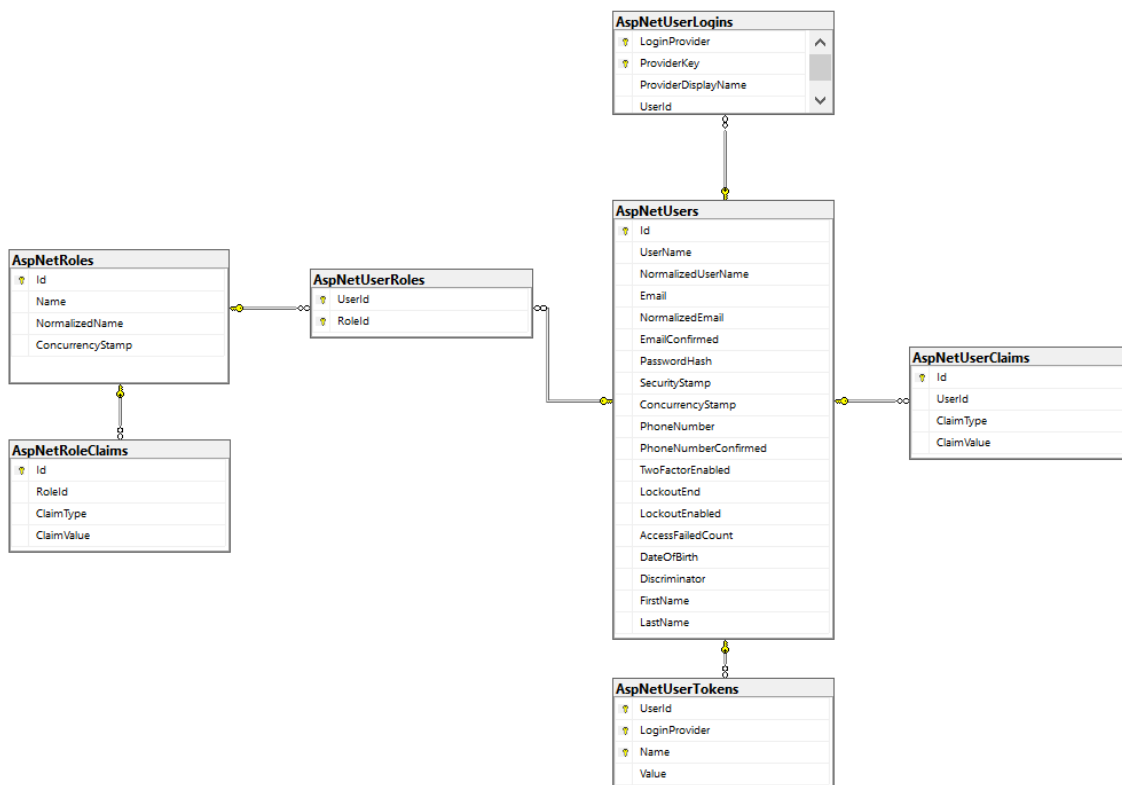 AspNetUserLogins
LoginProvider
ProviderKey
ProviderDisplayName
UserId
AspNetUsers
Id
UserName
NormalizedUserName
Email
NormalizedEmail
EmailConfirmed
PasswordHash
SecurityStamp
ConcurrencyStamp
PhoneNumber
PhoneNumberConfirmed
TwoFactorEnabled
LockoutEnd
LockoutEnabled
AccessFailedCount
DateOfBirth
Discriminator
FirstName
LastName
AspNetRoles
Id
Name
NormalizedName
ConcurrencyStamp
AspNetUserRoles
UserId
RoleId
AspNetUserClaims
Id
UserId
ClaimType
ClaimValue
AspNetRoleClaims
Id
RoleId
ClaimType
ClaimValue
AspNetUserTokens
UserId
LoginProvider
Name
Value